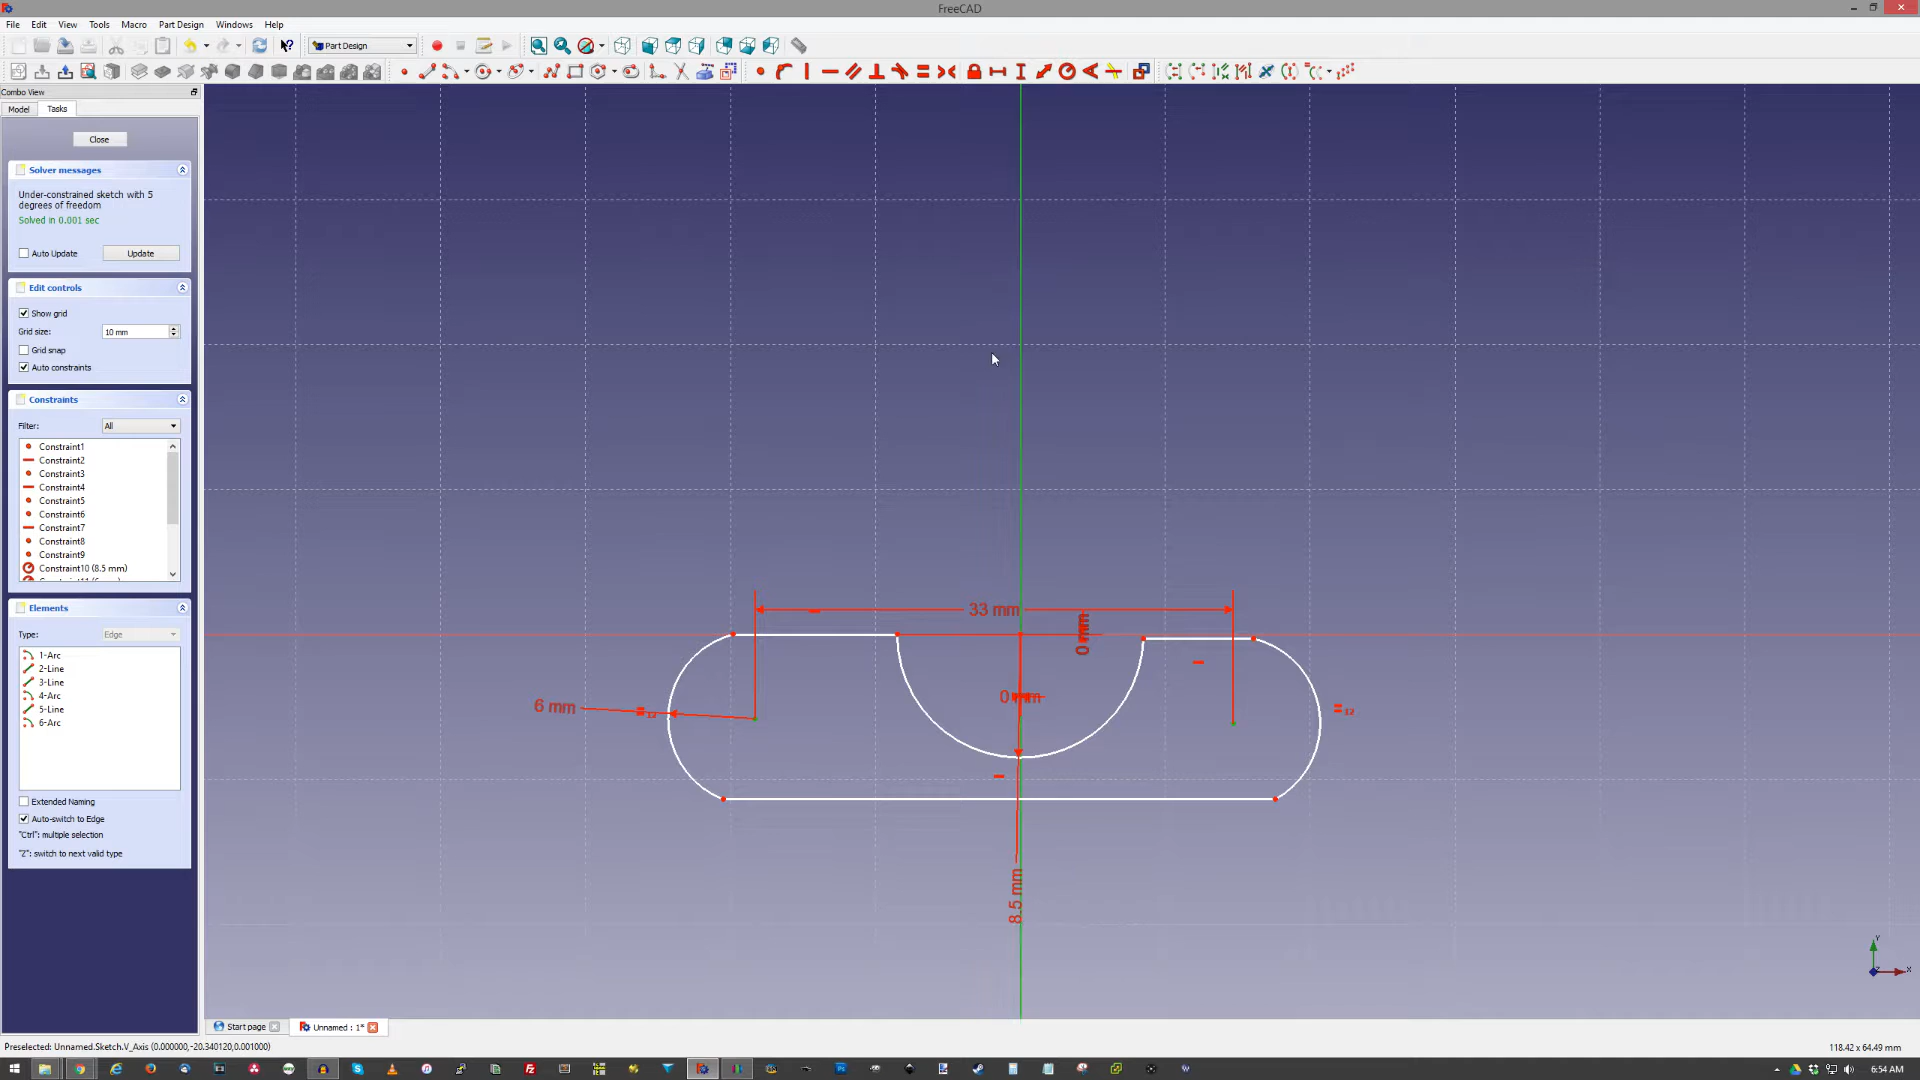 FreeCAD
File Edit View Tools Macro Part Design Windows Help
Part Design
Combo View
Model Tasks
Close
Solver messages
Under-constrained sketch with 5
degrees of freedom
Solved in 0.001 sec
Auto Update Update
Edit controls
Show grid
Grid size: 10 mm
Grid snap
Auto constraints
Constraints
Filter: All
Constraint1
Constraint2
Constraint3
Constraint4
Constraint5
Constraint6
Constraint7
Constraint8
Constraint9
Constraint10 (8.5 mm)
Elements
Type: Edge
1-Arc
2-Line
3-Line
4-Arc
5-Line
6-Arc
Extended Naming
Auto-switch to Edge
"Ctrl": multiple selection
"Z": switch to next valid type
33 mm
0 mm
6 mm
12
0 mm
12
8.5 mm
Y
X
Start page
Unnamed : 1*
Preselected: Unnamed.Sketch.V_Axis (0.000000,-20.340120,0.001000)
118.42 x 64.49 mm
6:54 AM